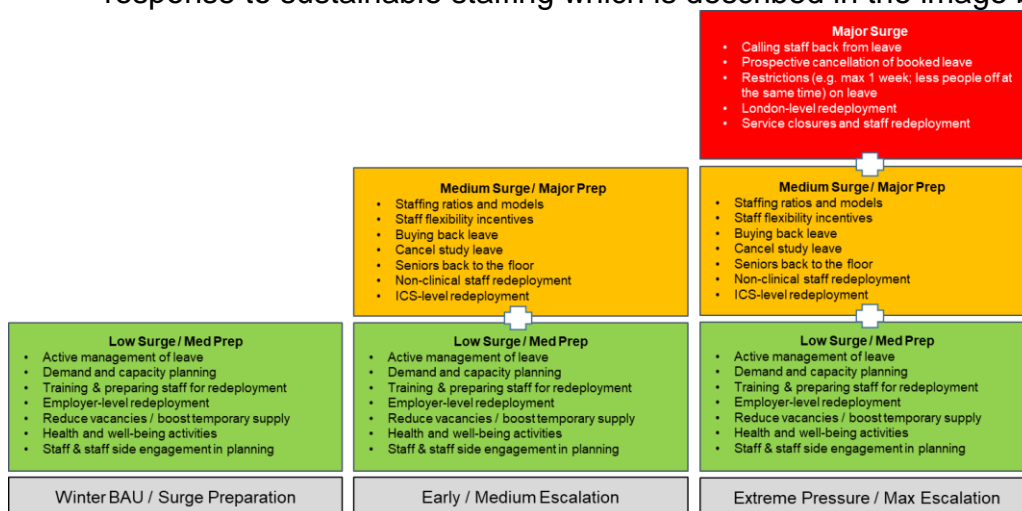 response to sustainable staffing which is described in the image
Major Surge
• Calling staff back from leave
• Prospective cancellation of booked leave
• Restrictions (e.g. max 1 week; less people off at
the same time) on leave
• London-level redeployment
• Service closures and staff redeployment
Medium Surge/ Major Prep
• Staffing ratios and models
• Staff flexibility incentives
• Buying back leave
• Cancel study leave
• Seniors back to the floor
• Non-clinical staff redeployment
• ICS-level redeployment
Medium Surge/ Major Prep
• Staffing ratios and models
• Staff flexibility incentives
• Buying back leave
• Cancel study leave
• Seniors back to the floor
• Non-clinical staff redeployment
• ICS-level redeployment
Low Surge/ Med Prep
• Active management of leave
• Demand and capacity planning
• Training & preparing staff for redeployment
• Employer-level redeployment
• Reduce vacancies / boost temporary supply
• Health and well-being activities
• Staff & staff side engagement in planning
Low Surge/ Med Prep
• Active management of leave
• Demand and capacity planning
• Training & preparing staff for redeployment
• Employer-level redeployment
• Reduce vacancies / boost temporary supply
• Health and well-being activities
• Staff & staff side engagement in planning
Low Surge/ Med Prep
• Active management of leave
• Demand and capacity planning
• Training & preparing staff for redeployment
• Employer-level redeployment
• Reduce vacancies / boost temporary supply
• Health and well-being activities
• Staff & staff side engagement in planning
Winter BAU / Surge Preparation
Early / Medium Escalation
Extreme Pressure / Max Escalation